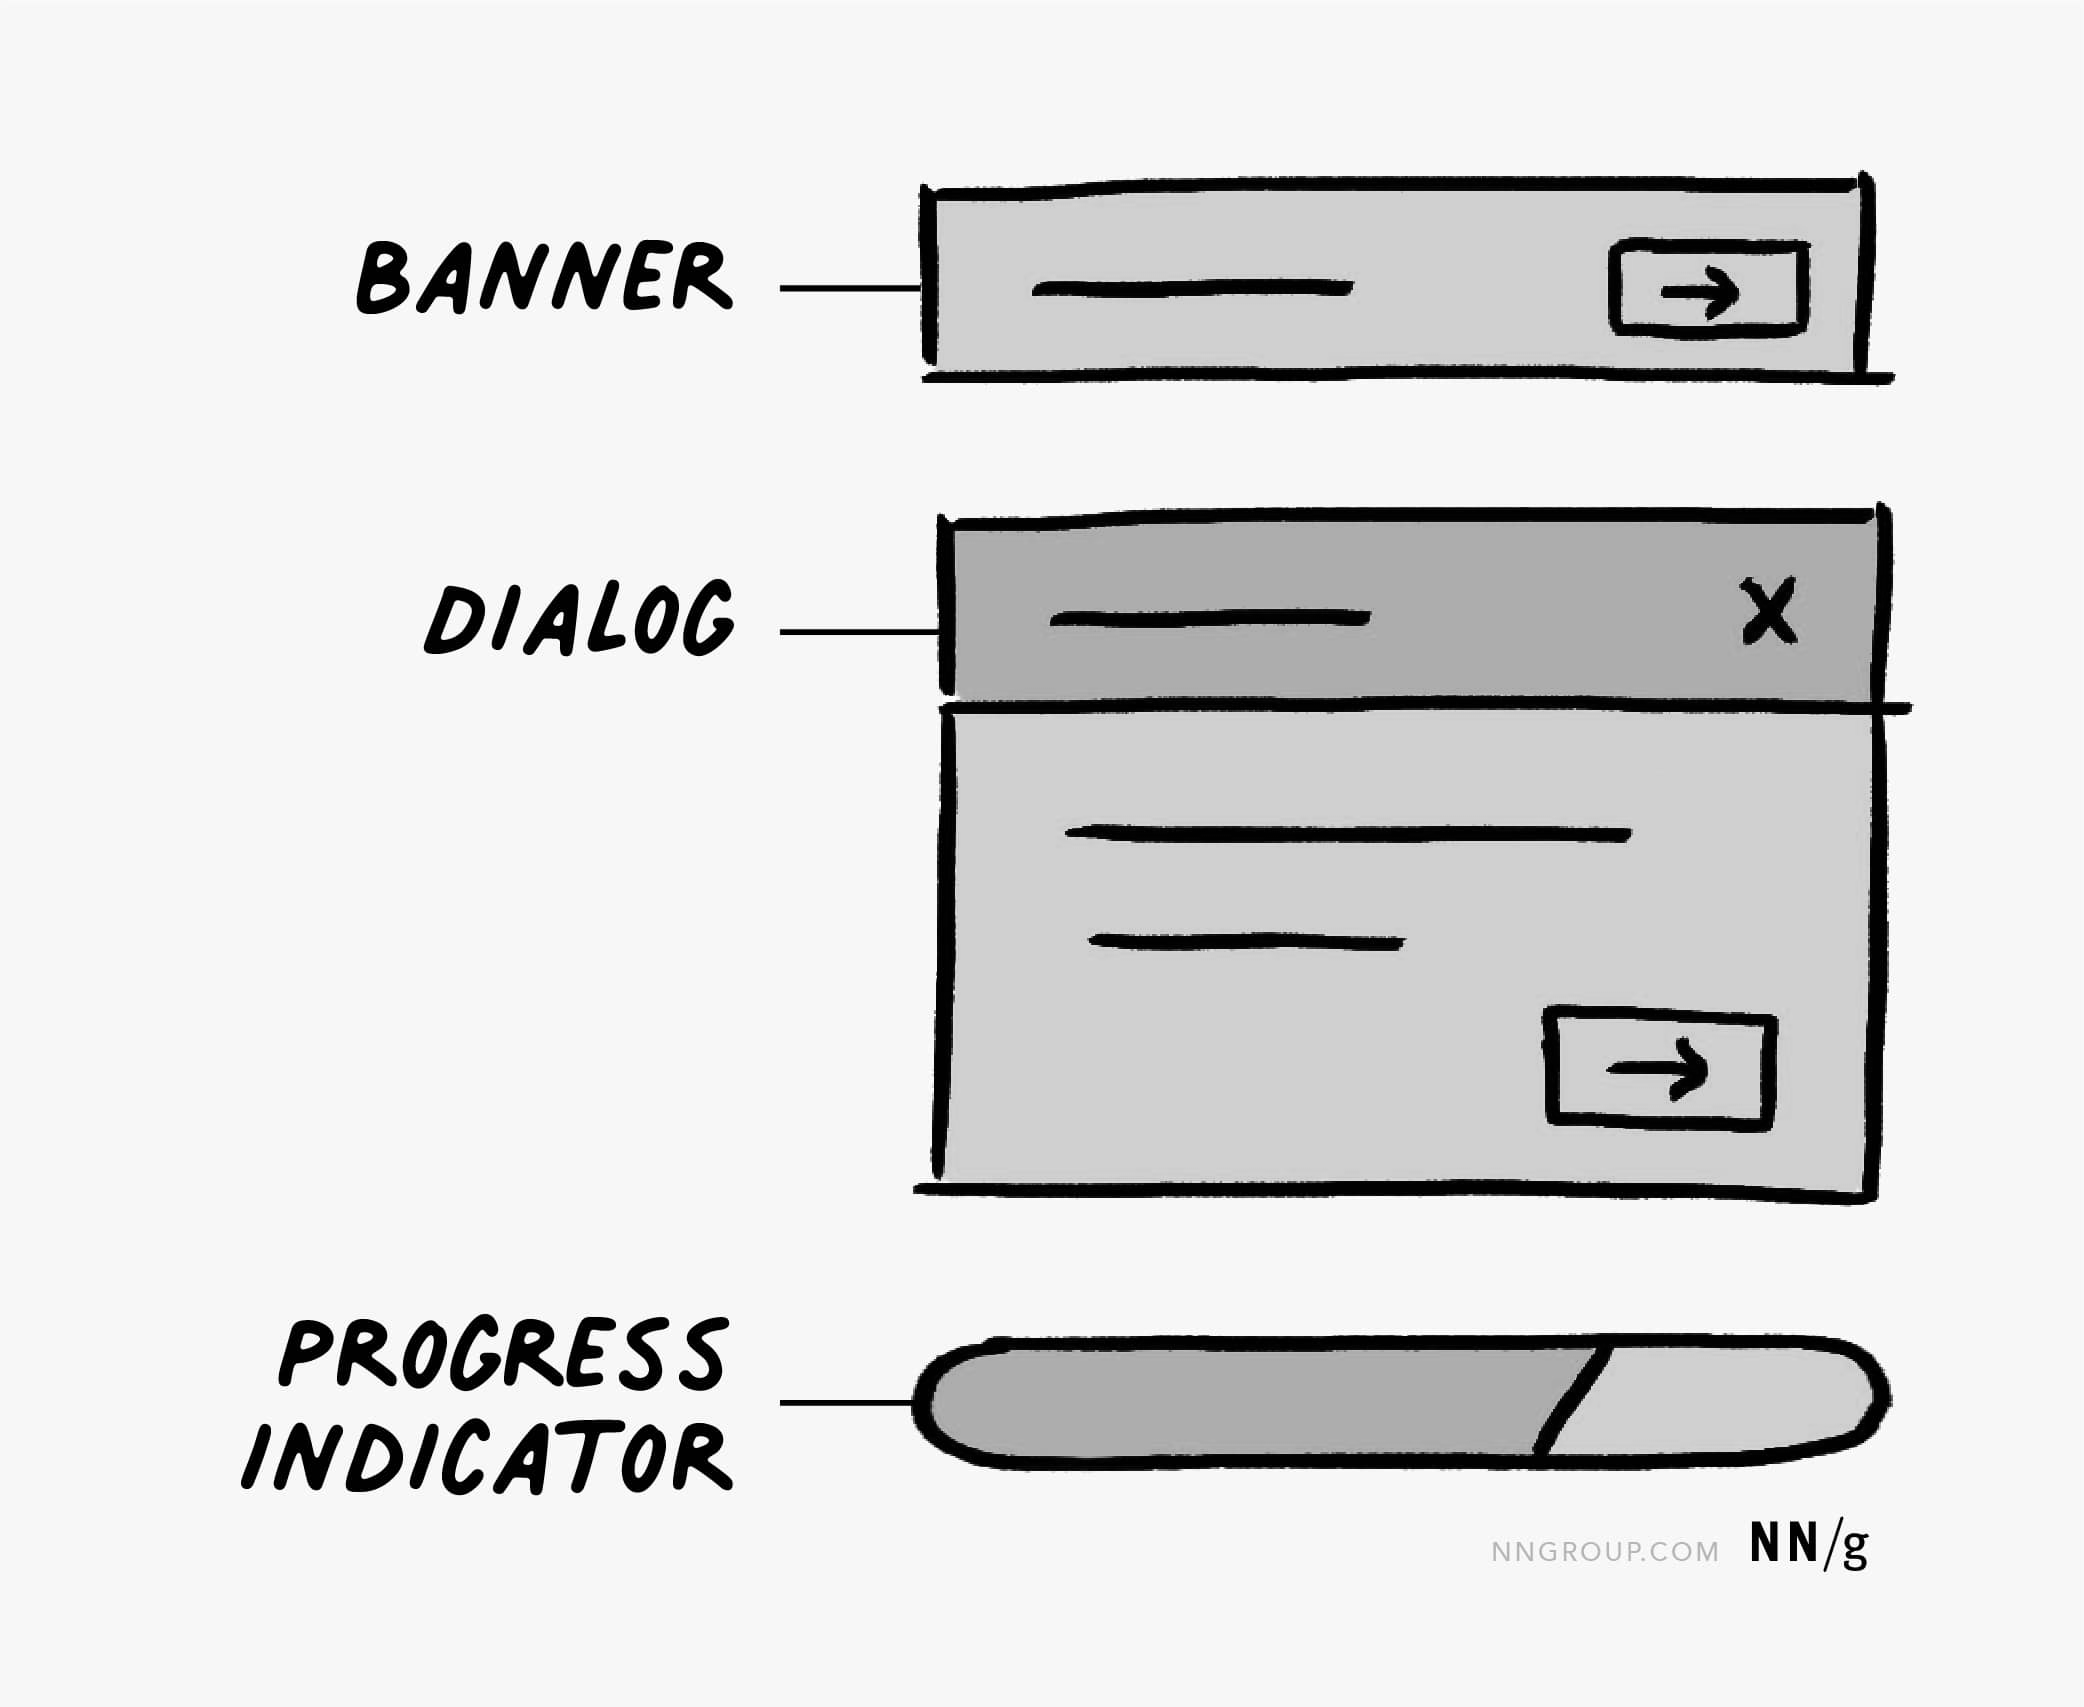 BANNER
DIALOG
X
PROGRESS
INDICATOR
NNGROUP.COM NN/g